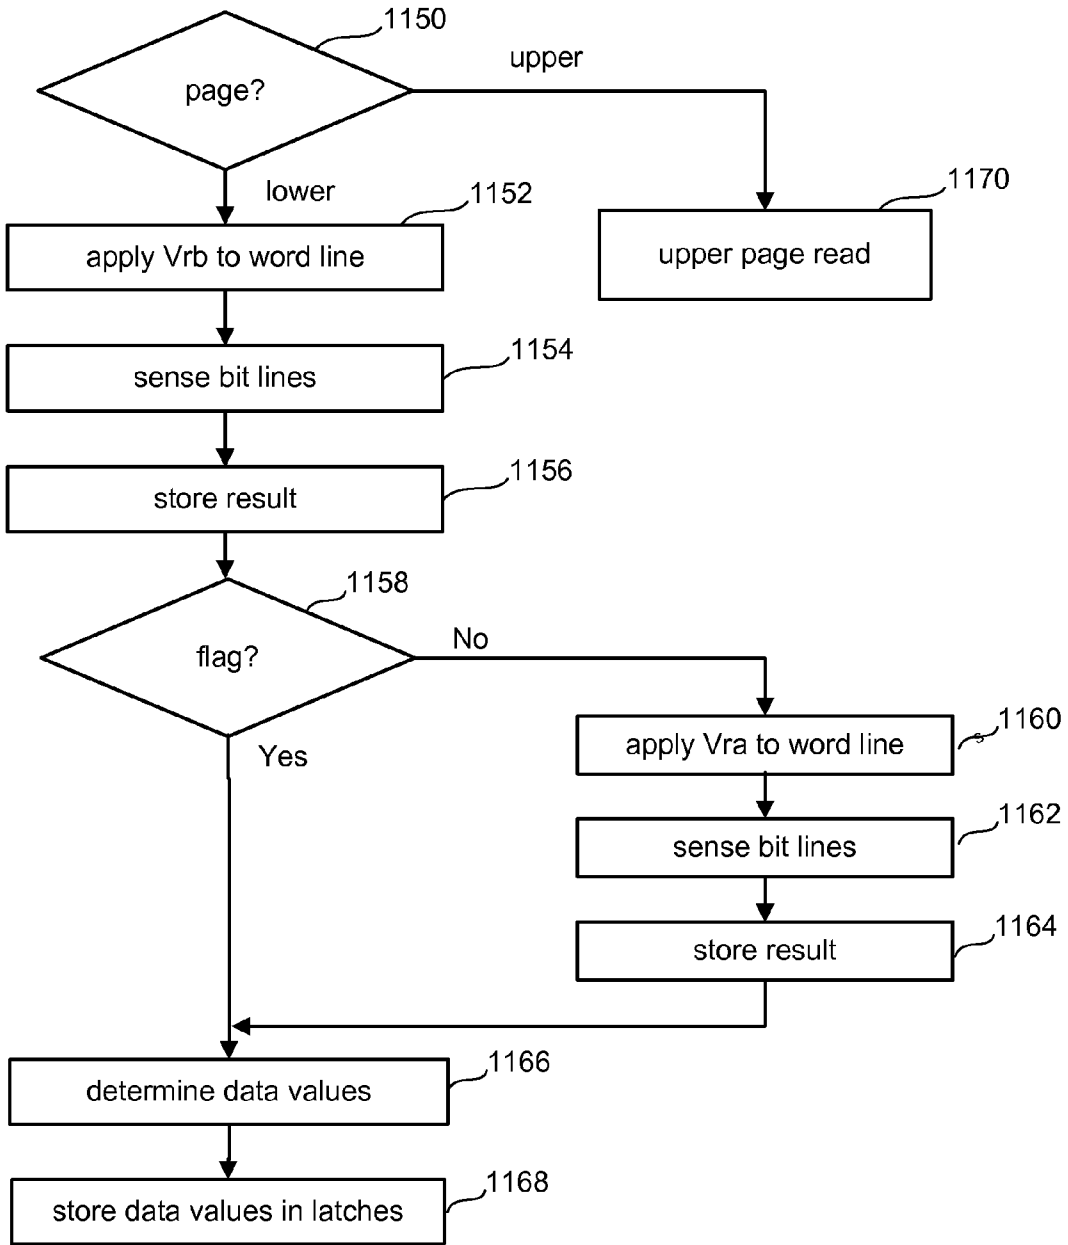 1150
page?
upper
lower
1152
1170
apply Vrb to word line
upper page read
1154
sense bit lines
1156
store result
1158
flag?
No
Yes
1160
apply Vra to word line
1162
sense bit lines
1164
store result
1166
determine data values
1168
store data values in latches